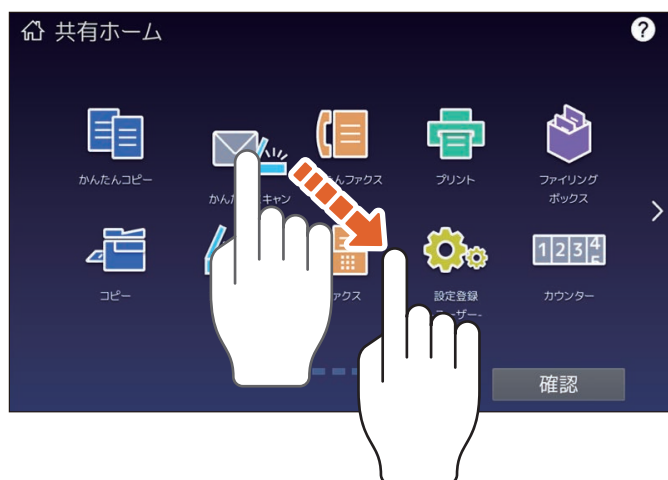 共有ホーム
?
かんたんコピー
プリント
ファイリング
ボックス
コピー
設定登録
カウンター
1234
確認